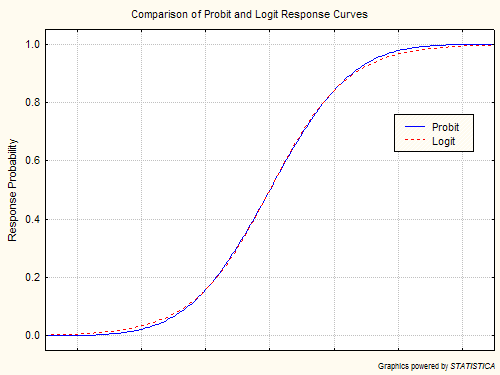 Comparison of Probit and Logit Response Curves
1.0
0.8
0.6
0.4
0.2
0.0
Response Probability
Probit
Logit
Graphics powered by STATISTICA